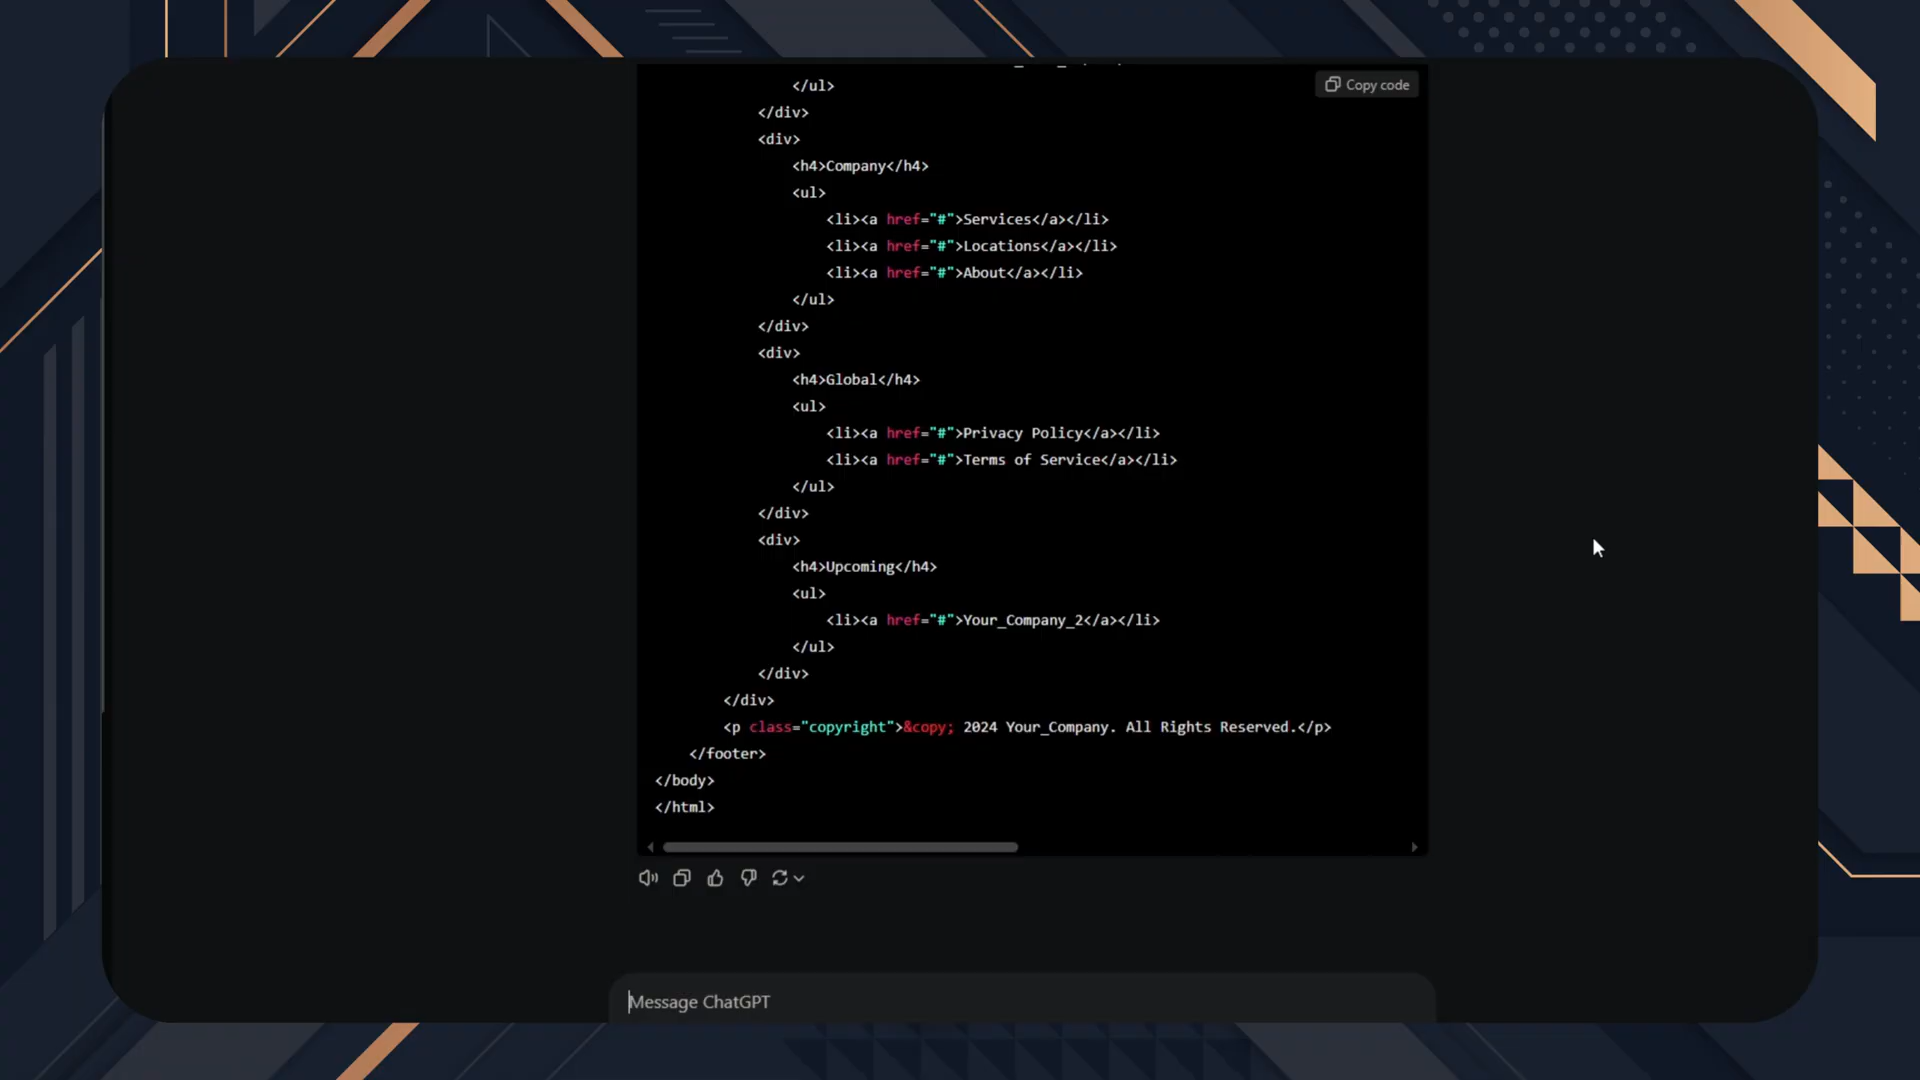 </ul>
Copy code
</div>
<div>
<h4>Company</h4>
<ul>
<li><a href="#">Services</a></li>
<li><a href="#">Locations</a></li>
<li><a href="#">About</a></li>
</ul>
</div>
<div>
<h4>Global</h4>
<ul>
<li><a href="#">Privacy Policy</a></li>
<li><a href="#">Terms of Service</a></li>
</ul>
</div>
<div>
<h4>Upcoming</h4>
<ul>
<li><a href="#">Your_Company_2</a></li>
</ul>
</div>
</div>
<p class="copyright">&copy; 2024 Your_Company. All Rights Reserved.</p>
</footer>
</body>
</html>
Message ChatGPT